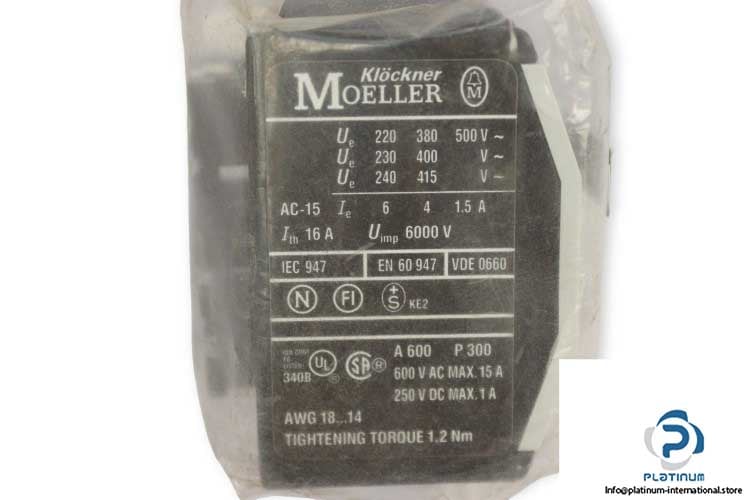 Klöckner
MOELLER M
Ue 220 380 500 V ~
Ue 230 400 V ~
Ue 240 415 V ~
AC-15 Ie 6 4 1.5 A
Ith 16 A Uimp 6000 V
IEC 947 EN 60 947 VDE 0660
N FI +S KE2
A 600 P 300
UL ® SA ® 600 V AC MAX. 15 A
340B 250 V DC MAX. 1 A
AWG 18...14
TIGHTENING TORQUE 1.2 Nm
PLATINUM
Info@platinum-international.store